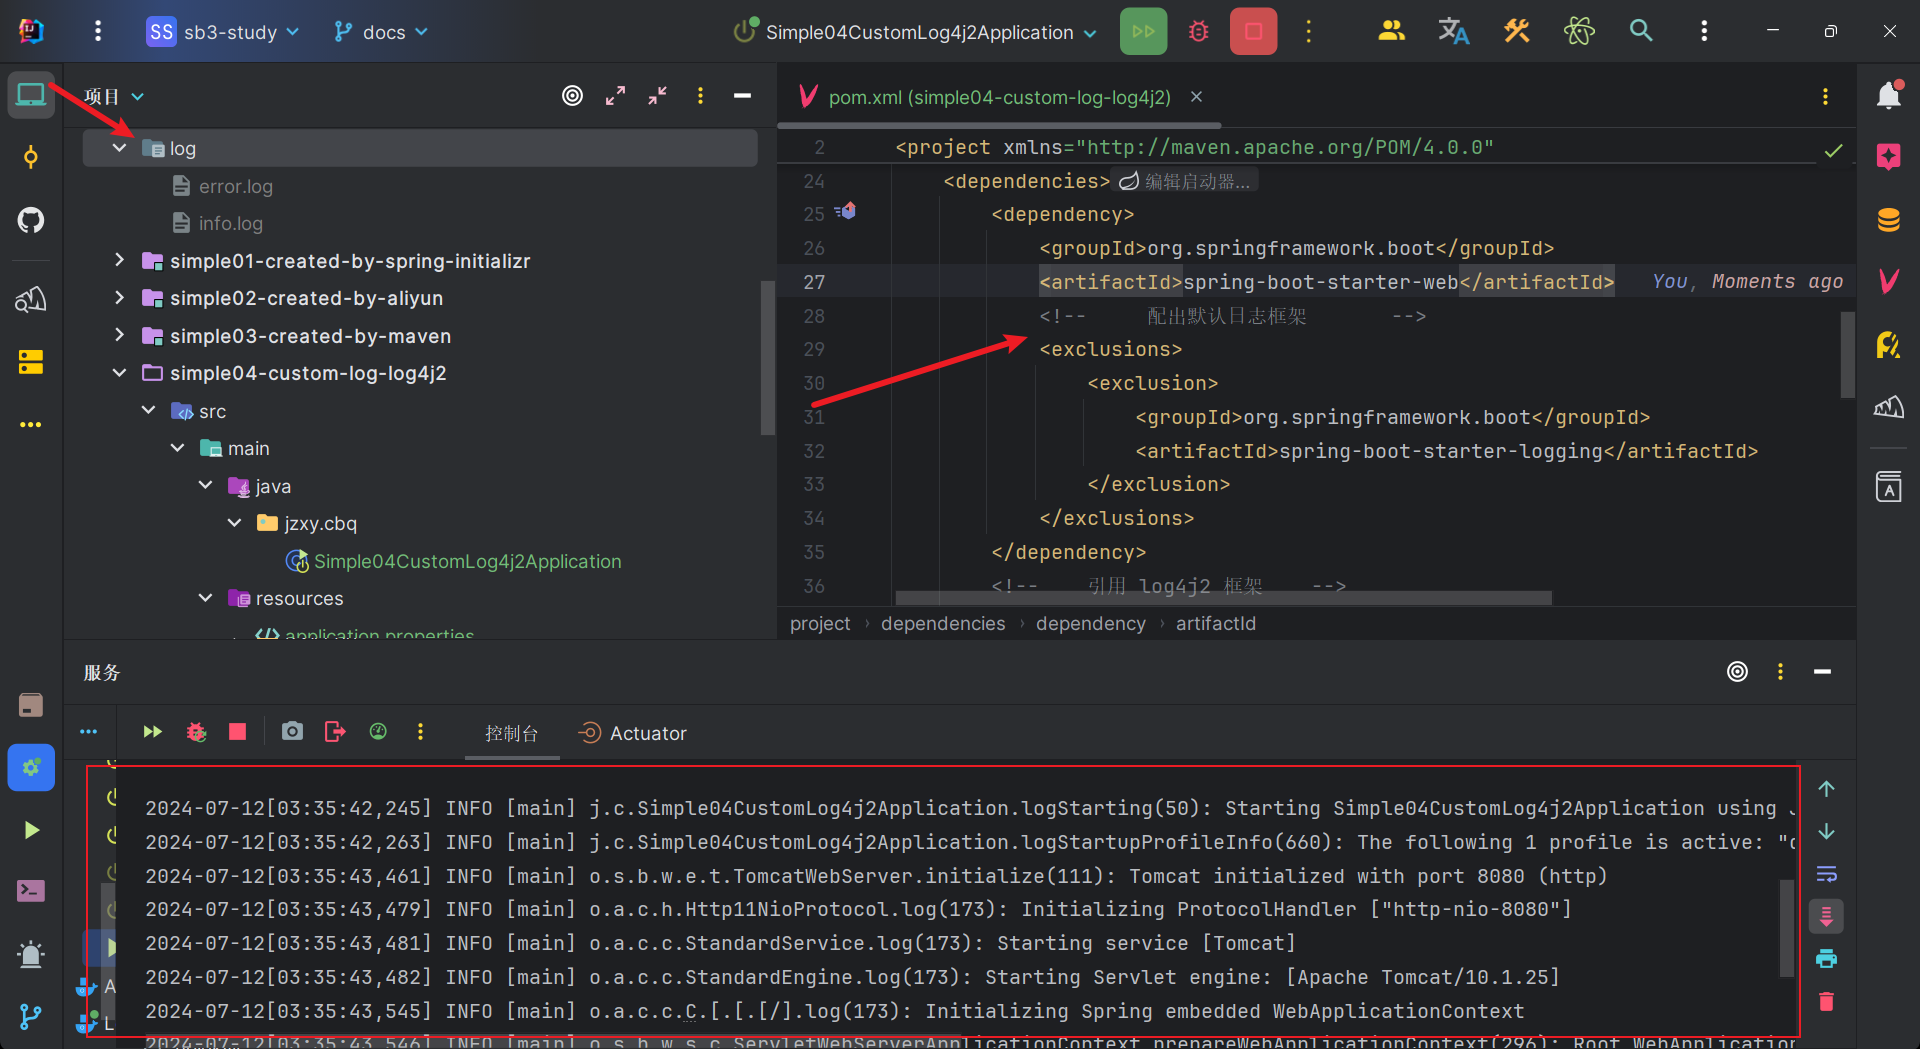 SS sb3-study docs Simple04CustomLog4j2Application
项目
pom.xml (simple04-custom-log-log4j2)
log
error.log
info.log
simple01-created-by-spring-initializr
simple02-created-by-aliyun
simple03-created-by-maven
simple04-custom-log-log4j2
src
main
java
jzxy.cbq
Simple04CustomLog4j2Application
resources
application.properties
2 <project xmlns="http://maven.apache.org/POM/4.0.0"
24 <dependencies> 编辑启动器...
25 <dependency>
26 <groupId>org.springframework.boot</groupId>
27 <artifactId>spring-boot-starter-web</artifactId> You, Moments ago
28 <!-- 配出默认日志框架 -->
29 <exclusions>
30 <exclusion>
31 <groupId>org.springframework.boot</groupId>
32 <artifactId>spring-boot-starter-logging</artifactId>
33 </exclusion>
34 </exclusions>
35 </dependency>
36 <!-- 引用 log4j2 框架 -->
project › dependencies › dependency › artifactId
服务
控制台 Actuator
2024-07-12[03:35:42,245] INFO [main] j.c.Simple04CustomLog4j2Application.logStarting(50): Starting Simple04CustomLog4j2Application using
2024-07-12[03:35:42,263] INFO [main] j.c.Simple04CustomLog4j2Application.logStartupProfileInfo(660): The following 1 profile is active: "d
2024-07-12[03:35:43,461] INFO [main] o.s.b.w.e.t.TomcatWebServer.initialize(111): Tomcat initialized with port 8080 (http)
2024-07-12[03:35:43,479] INFO [main] o.a.c.h.Http11NioProtocol.log(173): Initializing ProtocolHandler ["http-nio-8080"]
2024-07-12[03:35:43,481] INFO [main] o.a.c.c.StandardService.log(173): Starting service [Tomcat]
2024-07-12[03:35:43,482] INFO [main] o.a.c.c.StandardEngine.log(173): Starting Servlet engine: [Apache Tomcat/10.1.25]
2024-07-12[03:35:43,545] INFO [main] o.a.c.c.C.[.[.[/].log(173): Initializing Spring embedded WebApplicationContext
2024-07-12[03:35:43,546] INFO [main] o.s.b.w.s.c.ServletWebServerApplicationContext.prepareWebApplicationContext(296): Root WebApplication
A
L